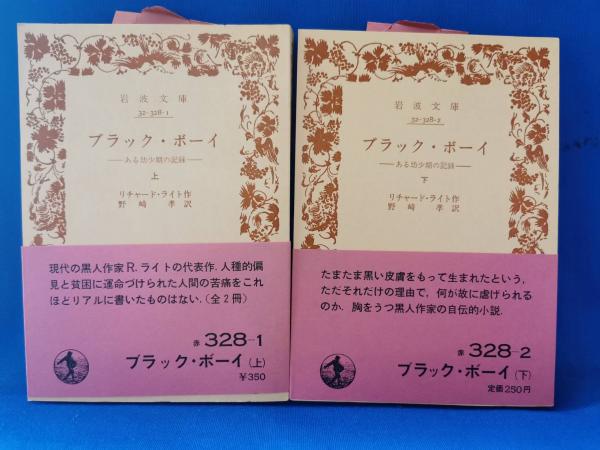 岩波文庫
32-328-1
ブラック・ボーイ
―ある幼少期の記録―
上
リチャード・ライト作
野崎孝訳
現代の黒人作家R.ライトの代表作.人種的偏
見と貧困に運命づけられた人間の苦痛をこれ
ほどリアルに書いたものはない.(全2冊)
赤 328-1
ブラック・ボーイ(上)
¥350
岩波文庫
32-328-2
ブラック・ボーイ
―ある幼少期の記録―
下
リチャード・ライト作
野崎孝訳
たまたま黒い皮膚をもって生まれたという,
ただそれだけの理由で,何が故に虐げられる
のか.胸をうつ黒人作家の自伝的小説.
赤 328-2
ブラック・ボーイ(下)
定価250円